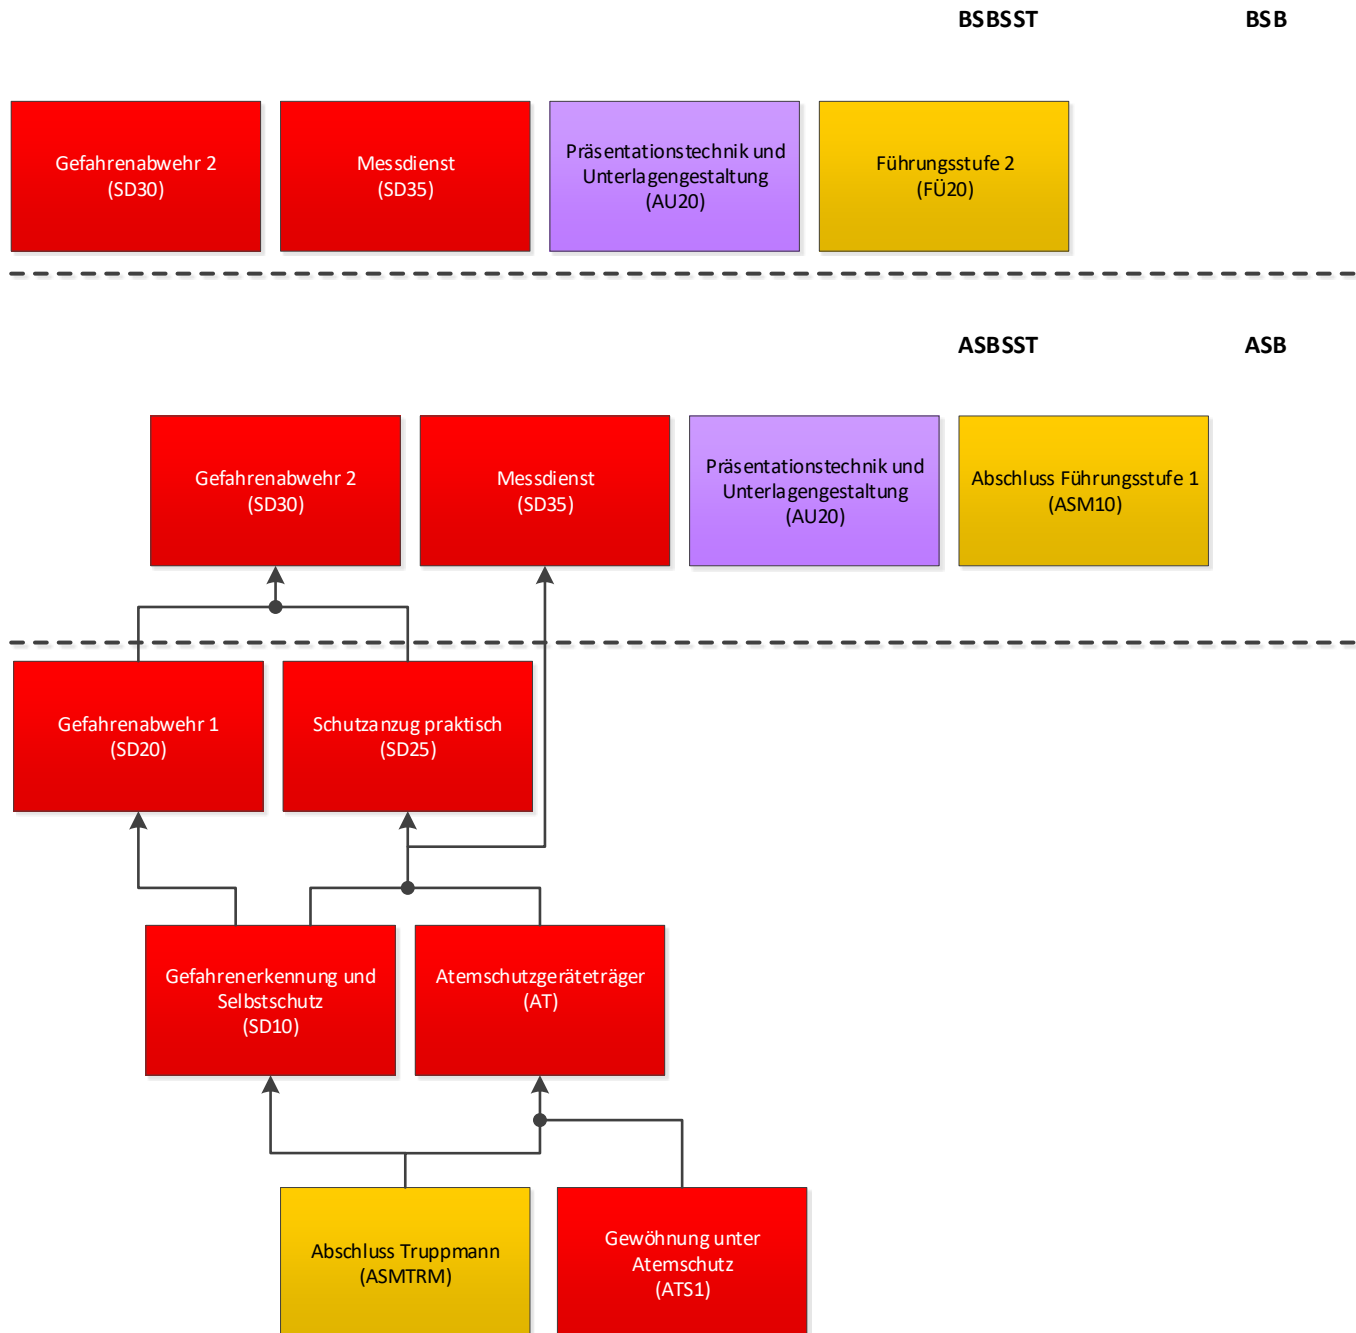 BSBSST BSB
Gefahrenabwehr 2
(SD30)
Messdienst
(SD35)
Präsentationstechnik und
Unterlagengestaltung
(AU20)
Führungsstufe 2
(FÜ20)
ASBSST ASB
Gefahrenabwehr 2
(SD30)
Messdienst
(SD35)
Präsentationstechnik und
Unterlagengestaltung
(AU20)
Abschluss Führungsstufe 1
(ASM10)
Gefahrenabwehr 1
(SD20)
Schutzanzug praktisch
(SD25)
Gefahrenerkennung und
Selbstschutz
(SD10)
Atemschutzgeräteträger
(AT)
Abschluss Truppmann
(ASMTRM)
Gewöhnung unter
Atemschutz
(ATS1)